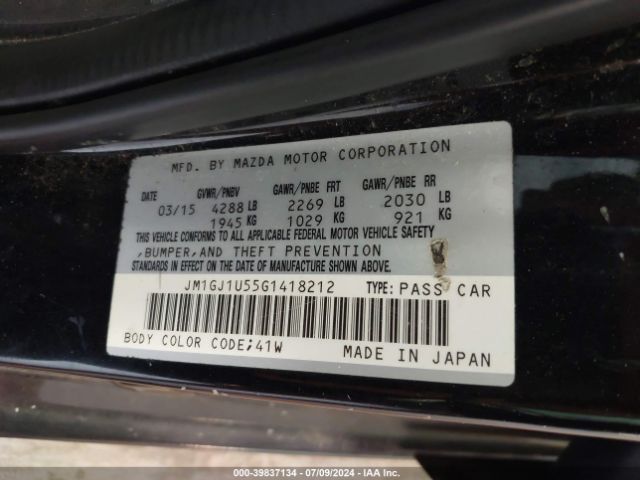 MFD. BY MAZDA MOTOR CORPORATION
DATE GVWR/PNBV GAWR/PNBE FRT GAWR/PNBE RR
03/15 4288 LB 2269 LB 2030 LB
1945 KG 1029 KG 921 KG
THIS VEHICLE CONFORMS TO ALL APPLICABLE FEDERAL MOTOR VEHICLE SAFETY
,BUMPER,AND THEFT PREVENTION
STANDARDS IN EFFECT ON THE DATE OF MANUFACTURE SHOWN ABOVE.
JM1GJ1U55G1418212 TYPE: PASS CAR
BODY COLOR CODE;41W MADE IN JAPAN
000-39837134 - 07/09/2024 - IAA Inc.